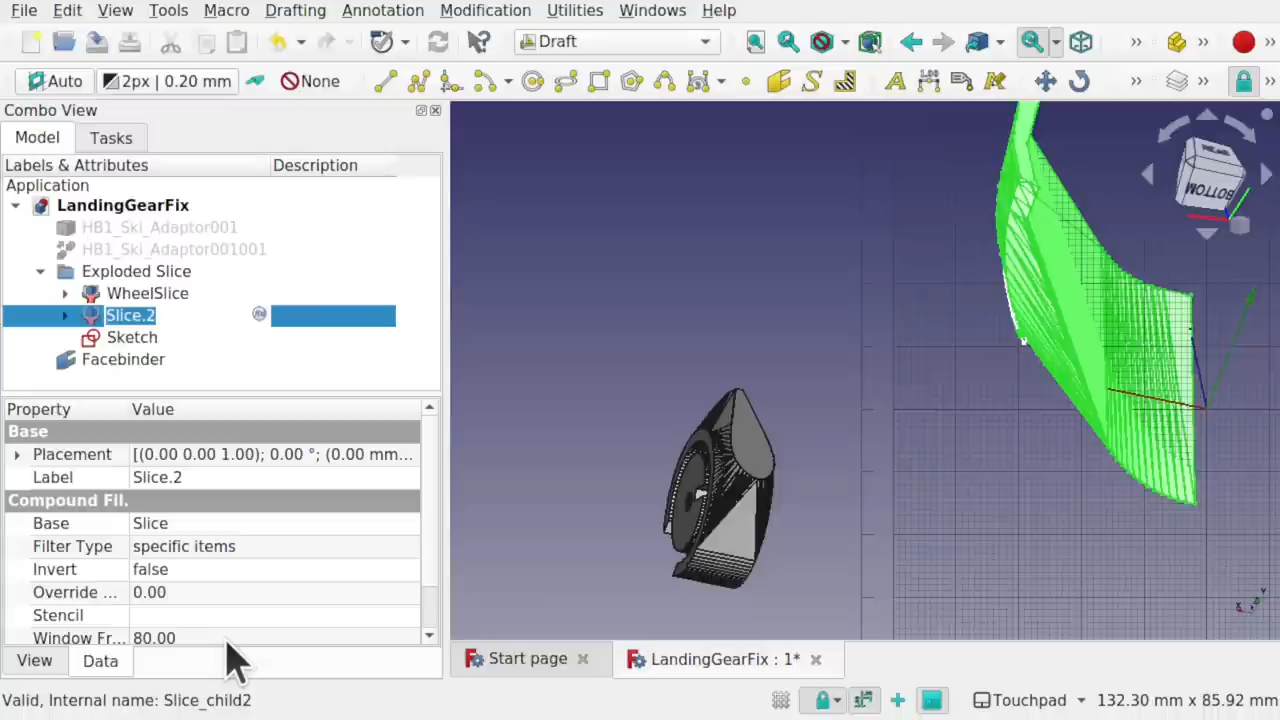 File Edit View Tools Macro Drafting Annotation Modification Utilities Windows Help
Draft
Auto 2px | 0.20 mm None
Combo View
Model Tasks
Labels & Attributes Description
Application
LandingGearFix
HB1_Ski_Adaptor001
HB1_Ski_Adaptor001001
Exploded Slice
WheelSlice
Slice.2
Sketch
Facebinder
Property Value
Base
Placement [(0.00 0.00 1.00); 0.00 °; (0.00 mm...
Label Slice.2
Compound Fil.
Base Slice
Filter Type specific items
Invert false
Override ... 0.00
Stencil
Window Fr... 80.00
View Data
BOTTOM
X Y
Start page LandingGearFix : 1*
Valid, Internal name: Slice_child2
Touchpad 132.30 mm x 85.92 mm